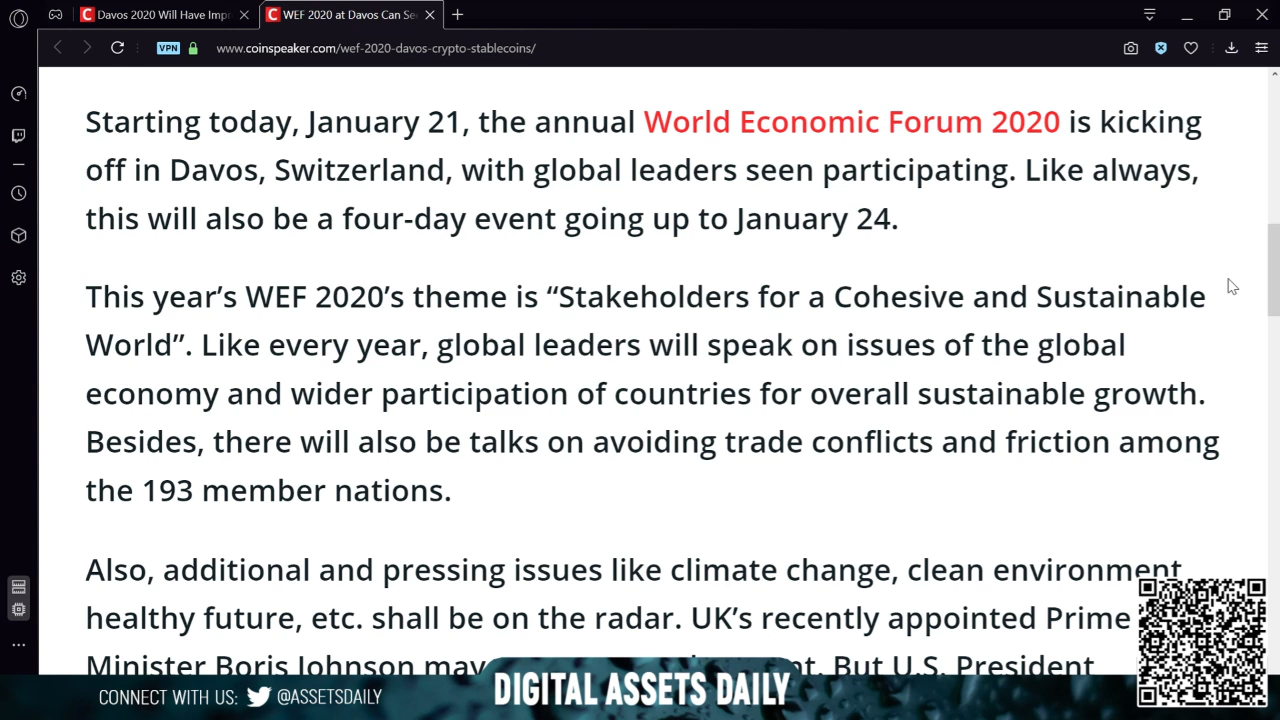 Davos 2020 Will Have Impr
WEF 2020 at Davos Can Se
VPN
www.coinspeaker.com/wef-2020-davos-crypto-stablecoins/
Starting today, January 21, the annual World Economic Forum 2020 is kicking
off in Davos, Switzerland, with global leaders seen participating. Like always,
this will also be a four-day event going up to January 24.
This year’s WEF 2020’s theme is “Stakeholders for a Cohesive and Sustainable
World”. Like every year, global leaders will speak on issues of the global
economy and wider participation of countries for overall sustainable growth.
Besides, there will also be talks on avoiding trade conflicts and friction among
the 193 member nations.
Also, additional and pressing issues like climate change, clean environment
healthy future, etc. shall be on the radar. UK’s recently appointed Prime
Minister Boris Johnson may But U.S. President
CONNECT WITH US: @ASSETSDAILY
DIGITAL ASSETS DAILY